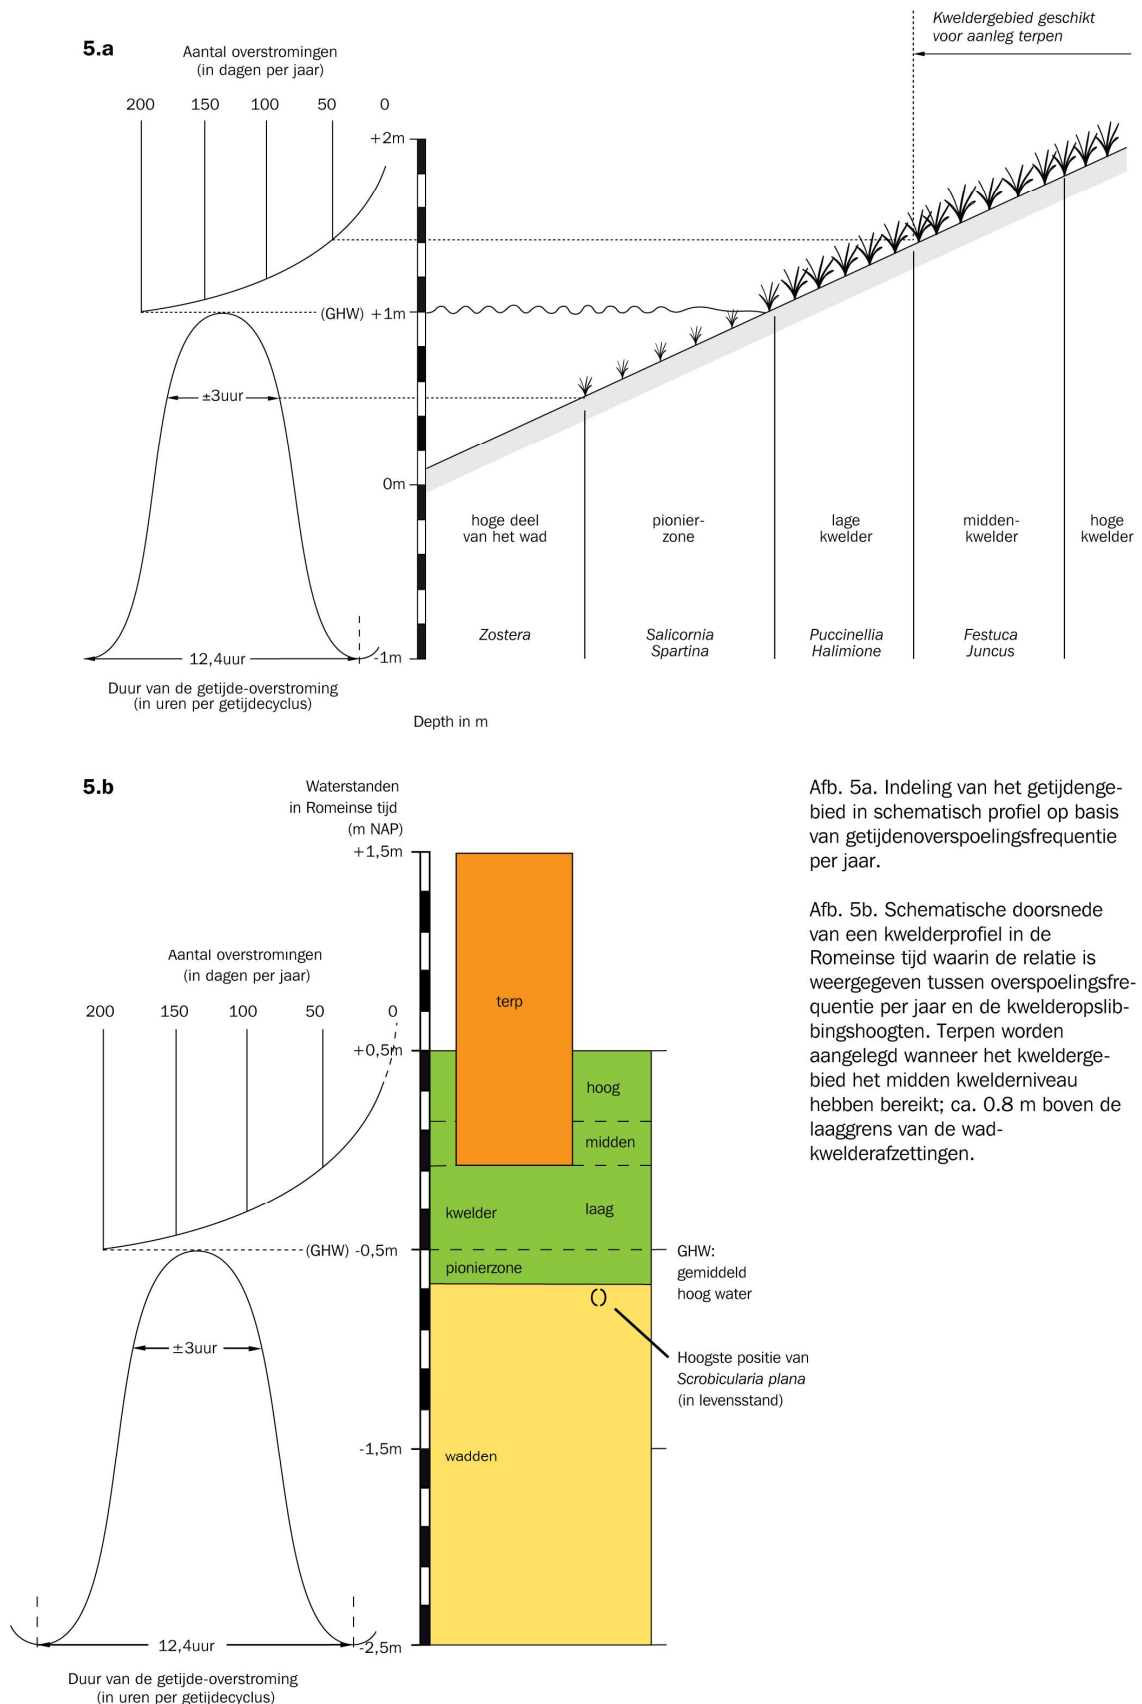 Kweldergebied geschikt
voor aanleg terpen
5.a
Aantal overstromingen
(in dagen per jaar)
200 150 100 50 0
+2m
(GHW) +1m
±3uur
0m
hoge deel
van het wad
pionier-
zone
lage
kwelder
midden-
kwelder
hoge
kwelder
Zostera
Salicornia
Spartina
Puccinellia
Halimione
Festuca
Juncus
12,4uur
-1m
Duur van de getijde-overstroming
(in uren per getijdecyclus)
Depth in m
5.b
Waterstanden
in Romeinse tijd
(m NAP)
+1,5m
Aantal overstromingen
(in dagen per jaar)
200 150 100 50 0
terp
+0,5m
hoog
midden
kwelder
laag
(GHW) -0,5m
pionierzone
GHW:
gemiddeld
hoog water
±3uur
Hoogste positie van
Scrobicularia plana
(in levensstand)
-1,5m
wadden
12,4uur
-2,5m
Duur van de getijde-overstroming
(in uren per getijdecyclus)
Afb. 5a. Indeling van het getijdenge-
bied in schematisch profiel op basis
van getijdenoverspoelingsfrequentie
per jaar.
Afb. 5b. Schematische doorsnede
van een kwelderprofiel in de
Romeinse tijd waarin de relatie is
weergegeven tussen overspoelingsfre-
quentie per jaar en de kwelderopslib-
bingshoogten. Terpen worden
aangelegd wanneer het kwelderge-
bied het midden kwelderniveau
hebben bereikt; ca. 0.8 m boven de
laaggrens van de wad-
kwelderafzettingen.